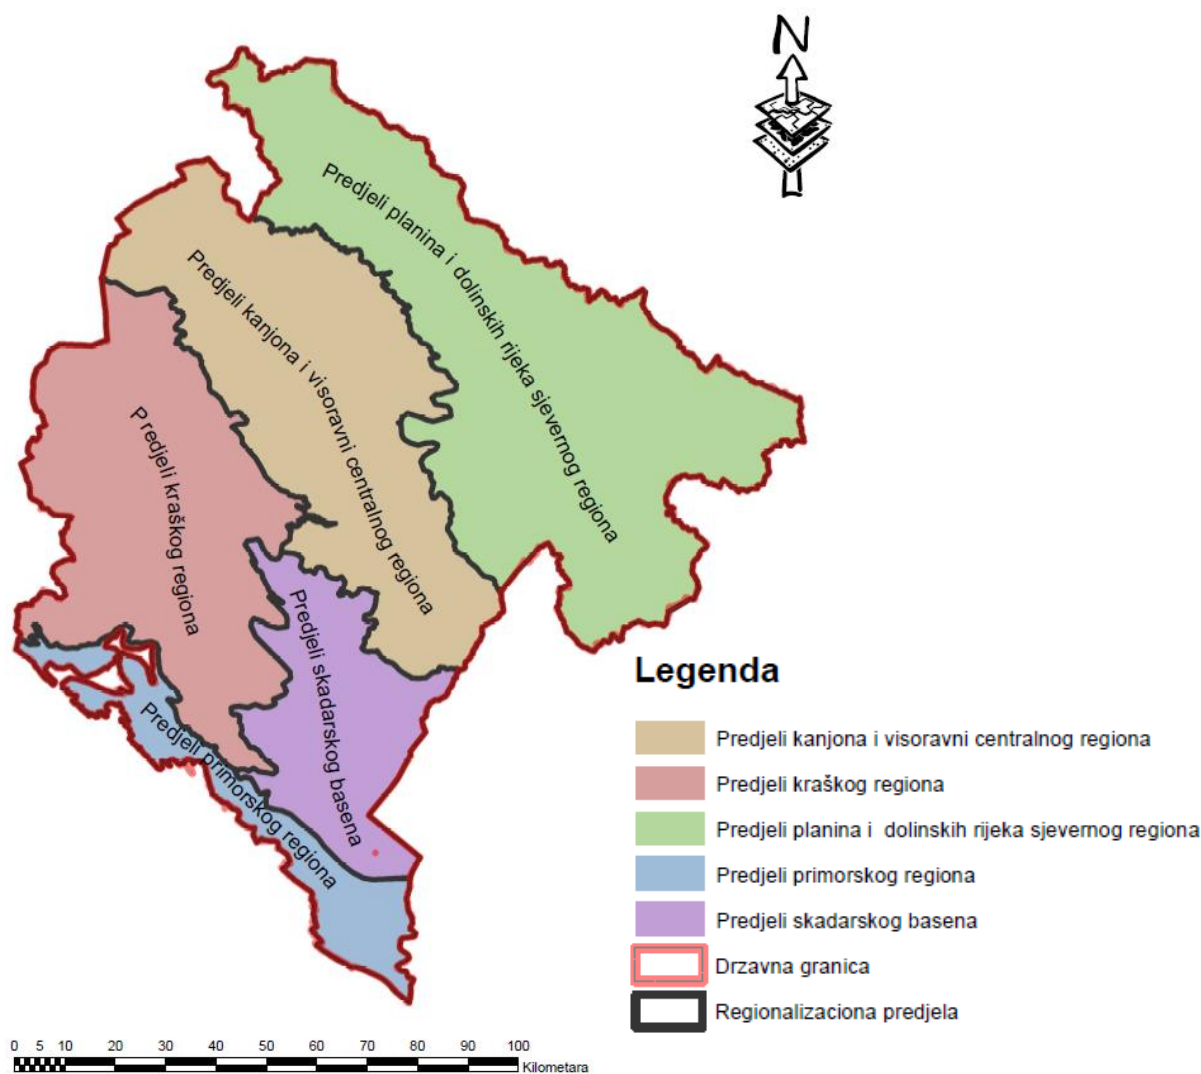 N
Predjeli planina i dolinskih rijeka sjevernog regiona
Predjeli kanjona i visoravni centralnog regiona
Predjeli kraškog regiona
Predjeli skadarskog basena
Predjeli primorskog regiona
Legenda
Predjeli kanjona i visoravni centralnog regiona
Predjeli kraškog regiona
Predjeli planina i dolinskih rijeka sjevernog regiona
Predjeli primorskog regiona
Predjeli skadarskog basena
Drzavna granica
Regionalizaciona predjela
0 5 10 20 30 40 50 60 70 80 90 100
Kilometara